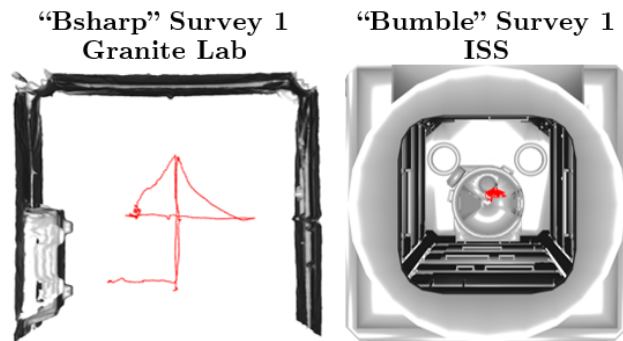 “Bsharp” Survey 1
Granite Lab
“Bumble” Survey 1
ISS